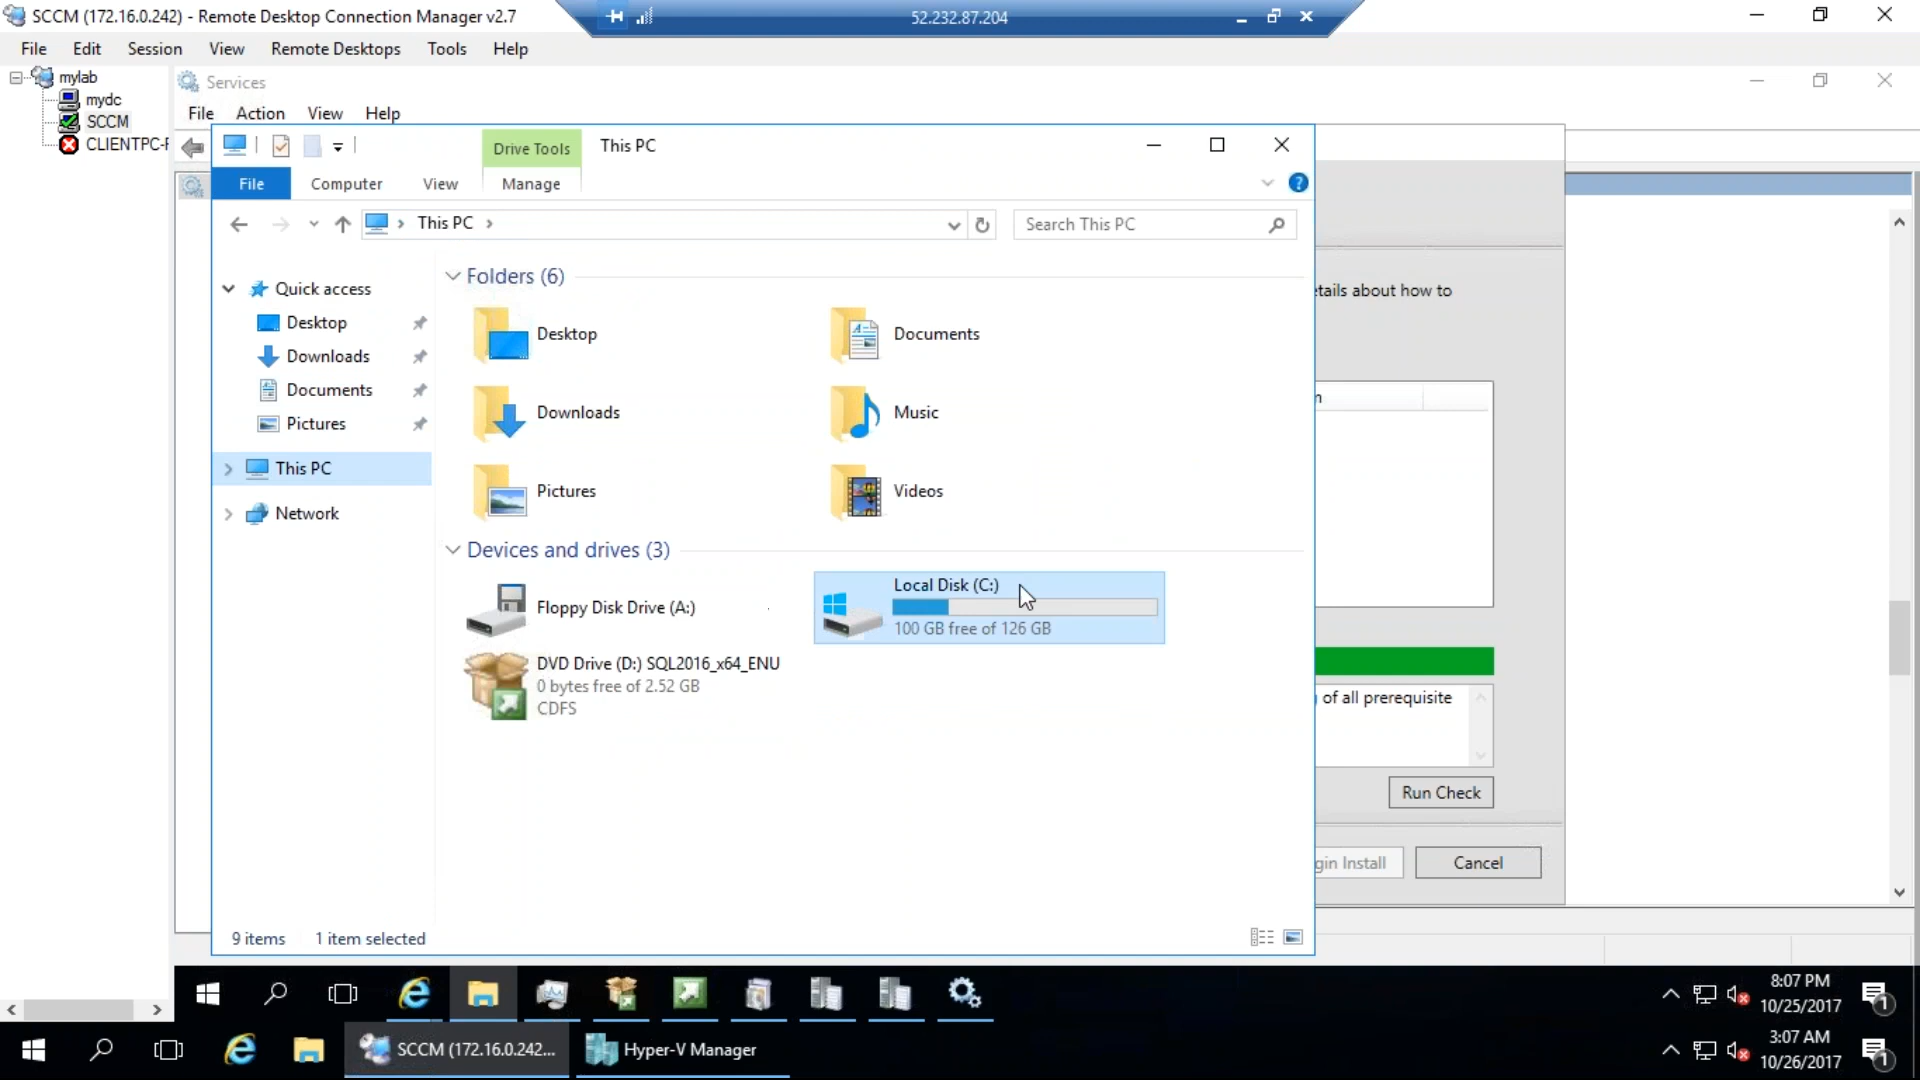 SCCM (172.16.0.242) - Remote Desktop Connection Manager v2.7
52.232.87.204
File Edit Session View Remote Desktops Tools Help
mylab
mydc
SCCM
CLIENTPC-
Services
File Action View Help
Drive Tools
This PC
File Computer View Manage
This PC
Search This PC
Quick access
Desktop
Downloads
Documents
Pictures
This PC
Network
Folders (6)
Desktop
Documents
Downloads
Music
Pictures
Videos
Devices and drives (3)
Floppy Disk Drive (A:)
Local Disk (C:)
100 GB free of 126 GB
DVD Drive (D:) SQL2016_x64_ENU
0 bytes free of 2.52 GB
CDFS
9 items 1 item selected
tails about how to
of all prerequisite
Run Check
gin Install
Cancel
8:07 PM
10/25/2017
1
SCCM (172.16.0.242...
Hyper-V Manager
3:07 AM
10/26/2017
1